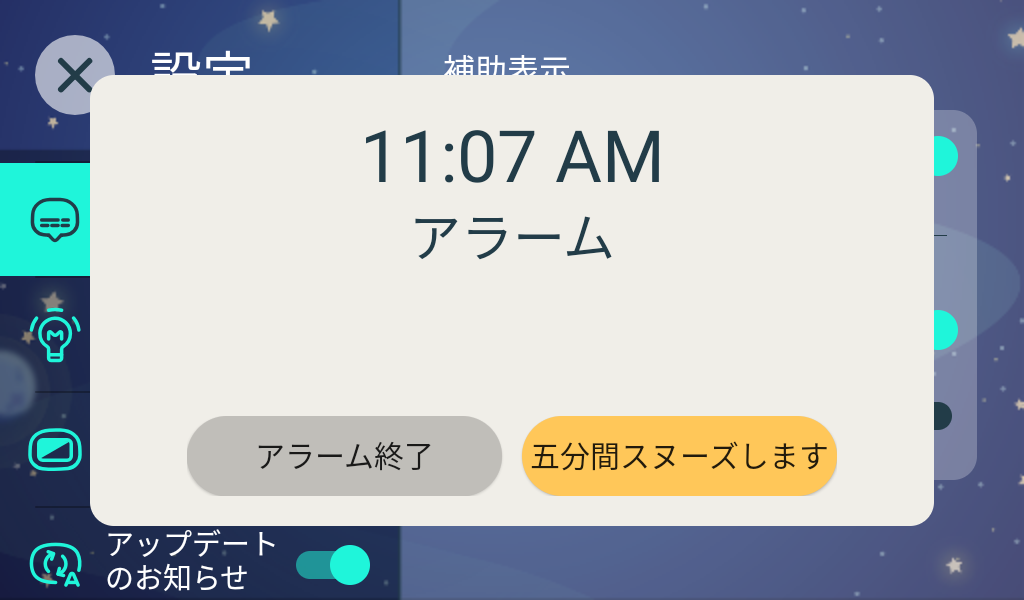 設定
補助表示
11:07 AM
アラーム
アラーム終了
五分間スヌーズします
アップデート
のお知らせ